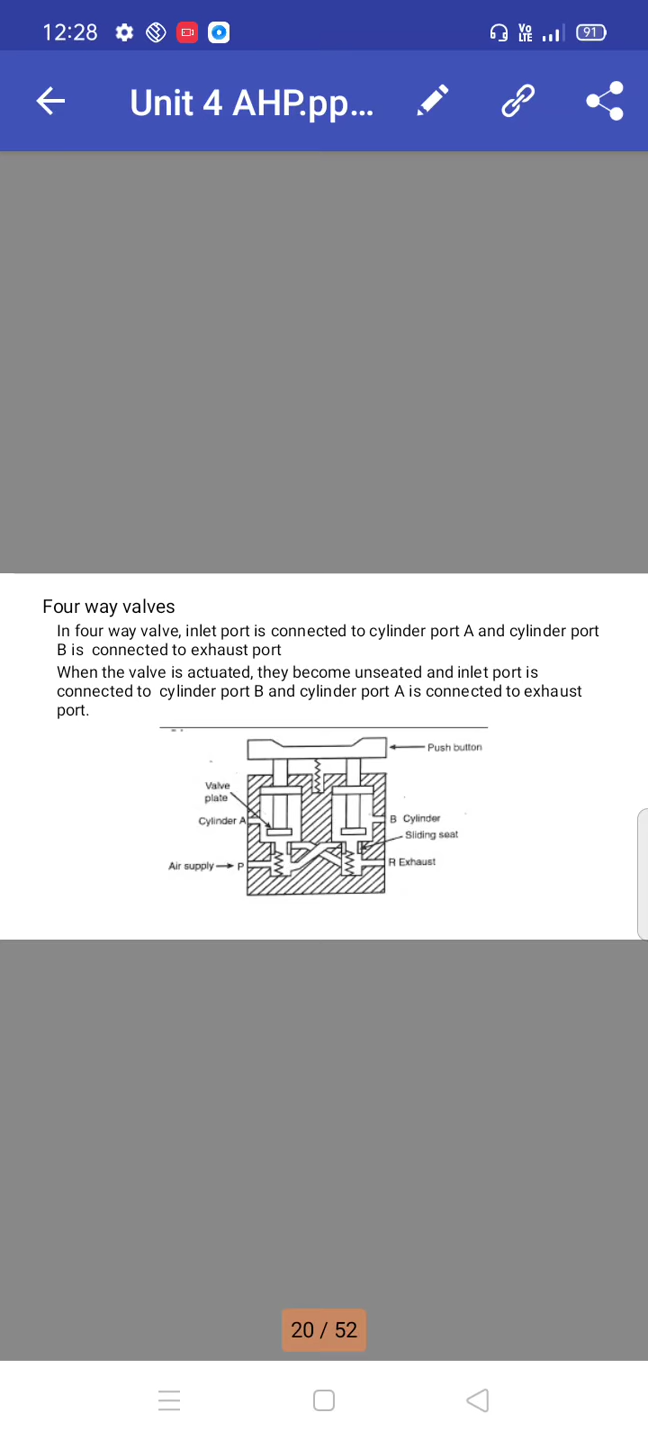 12:28
Vo
LTE
91
Unit 4 AHP.pp...
Four way valves
In four way valve, inlet port is connected to cylinder port A and cylinder port
B is connected to exhaust port
When the valve is actuated, they become unseated and inlet port is
connected to cylinder port B and cylinder port A is connected to exhaust
port.
Push button
Valve
plate
Cylinder A
B Cylinder
Sliding seat
Air supply → P
R Exhaust
20 / 52